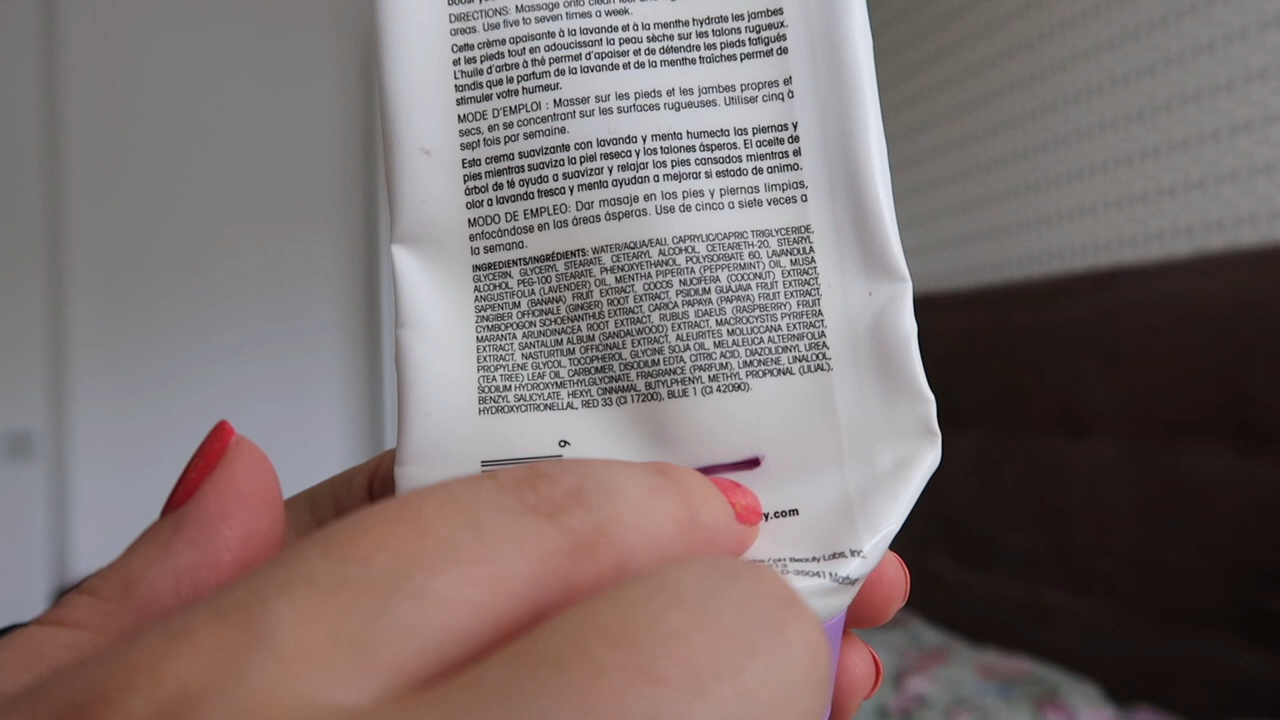 DIRECTIONS: Massage onto clean feet and
areas. Use five to seven times a week.
Cette crème apaisante à la lavande et à la menthe hydrate les jambes
et les pieds tout en adoucissant la peau sèche sur les talons rugueux.
L'huile d'arbre à thé permet d'apaiser et de détendre les pieds fatigués
tandis que le parfum de la lavande et de la menthe fraîches permet de
stimuler votre humeur.
MODE D'EMPLOI : Masser sur les pieds et les jambes propres et
secs, en se concentrant sur les surfaces rugueuses. Utiliser cinq à
sept fois par semaine.
Esta crema suavizante con lavanda y menta humecta las piernas y
pies mientras suaviza la piel reseca y los talones ásperos. El aceite de
árbol de té ayuda a suavizar y relajar los pies cansados mientras el
olor a lavanda fresca y menta ayudan a mejorar si estado de animo.
MODO DE EMPLEO: Dar masaje en los pies y piernas limpias,
enfocándose en las áreas ásperas. Use de cinco a siete veces a
la semana.
INGREDIENTS/INGRÉDIENTS: WATER/AQUA/EAU, CAPRYLIC/CAPRIC TRIGLYCERIDE,
GLYCERIN, GLYCERYL STEARATE, CETEARYL ALCOHOL, CETEARETH-20, STEARYL
ALCOHOL, PEG-100 STEARATE, PHENOXYETHANOL, POLYSORBATE 60, LAVANDULA
ANGUSTIFOLIA (LAVENDER) OIL, MENTHA PIPERITA (PEPPERMINT) OIL, MUSA
SAPIENTUM (BANANA) FRUIT EXTRACT, COCOS NUCIFERA (COCONUT) EXTRACT,
ZINGIBER OFFICINALE (GINGER) ROOT EXTRACT, PSIDIUM GUAJAVA FRUIT EXTRACT,
CYMBOPOGON SCHOENANTHUS EXTRACT, CARICA PAPAYA (PAPAYA) FRUIT EXTRACT,
MARANTA ARUNDINACEA ROOT EXTRACT, RUBUS IDAEUS (RASPBERRY) FRUIT
EXTRACT, SANTALUM ALBUM (SANDALWOOD) EXTRACT, MACROCYSTIS PYRIFERA
EXTRACT, NASTURTIUM OFFICINALE EXTRACT, ALEURITES MOLUCCANA EXTRACT,
PROPYLENE GLYCOL, TOCOPHEROL, GLYCINE SOJA OIL, MELALEUCA ALTERNIFOLIA
(TEA TREE) LEAF OIL, CARBOMER, DISODIUM EDTA, CITRIC ACID, DIAZOLIDINYL UREA,
SODIUM HYDROXYMETHYLGLYCINATE, FRAGRANCE (PARFUM), LIMONENE, LINALOOL,
BENZYL SALICYLATE, HEXYL CINNAMAL, BUTYLPHENYL METHYL PROPIONAL (LILIAL),
HYDROXYCITRONELLAL, RED 33 (CI 17200), BLUE 1 (CI 42090).
6
y.com
pH Beauty Labs, Inc.
D-35041